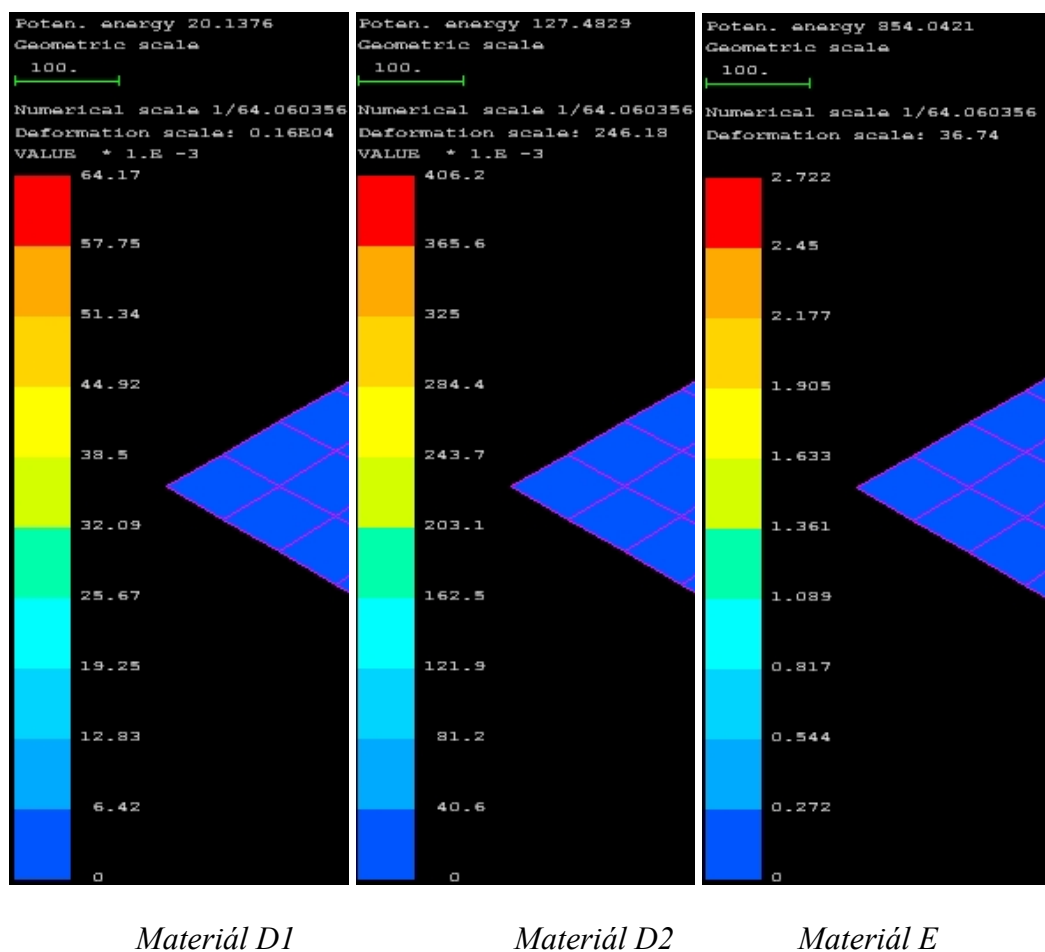 Poten. energy 20.1376
Geometric scale
100.
Numerical scale 1/64.060356
Deformation scale: 0.16E04
VALUE * 1.E -3
64.17
57.75
51.34
44.92
38.5
32.09
25.67
19.25
12.83
6.42
0
Poten. energy 127.4829
Geometric scale
100.
Numerical scale 1/64.060356
Deformation scale: 246.18
VALUE * 1.E -3
406.2
365.6
325
284.4
243.7
203.1
162.5
121.9
81.2
40.6
0
Poten. energy 854.0421
Geometric scale
100.
Numerical scale 1/64.060356
Deformation scale: 36.74
2.722
2.45
2.177
1.905
1.633
1.361
1.089
0.817
0.544
0.272
0
Materiál D1
Materiál D2
Materiál E